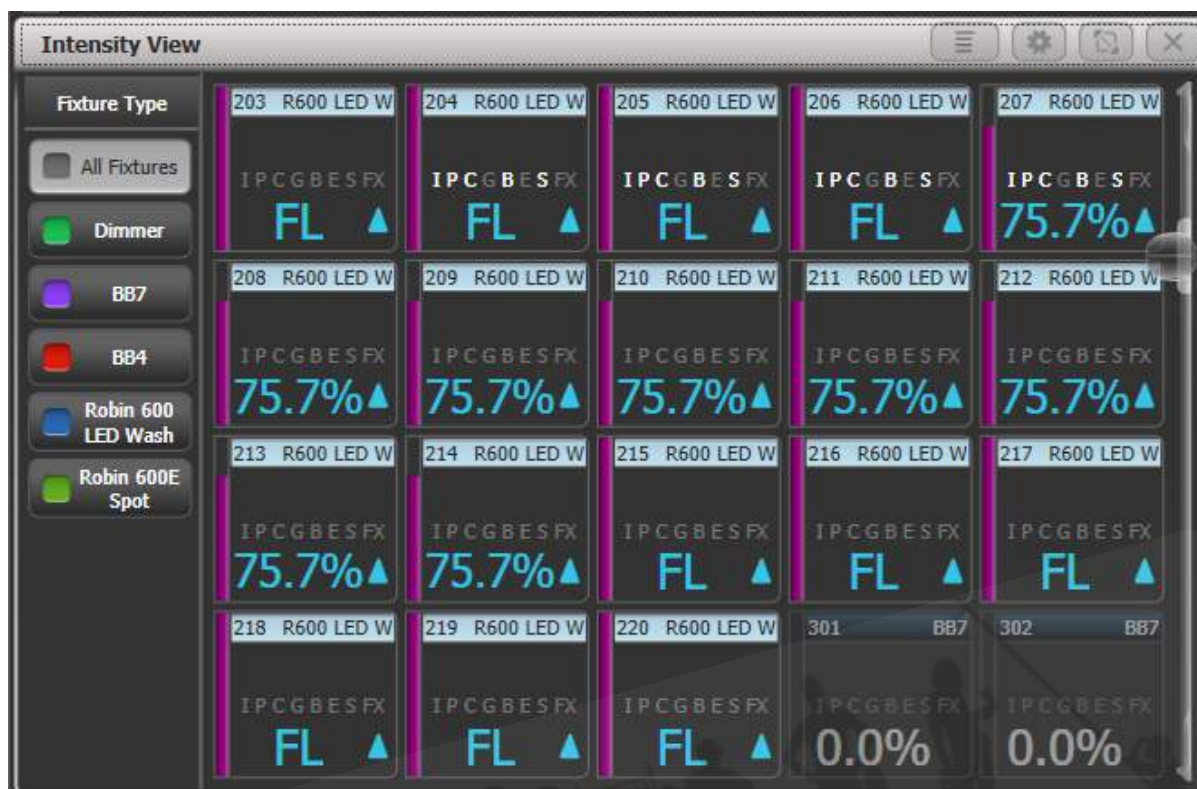 Intensity View
Fixture Type
All Fixtures
Dimmer
BB7
BB4
Robin 600
LED Wash
Robin 600E
Spot
203 R600 LED W 204 R600 LED W 205 R600 LED W 206 R600 LED W 207 R600 LED W
IPCGBESFX IPCGBESFX IPCGBESFX IPCGBESFX IPCGBESFX
FL FL FL FL 75.7%
208 R600 LED W 209 R600 LED W 210 R600 LED W 211 R600 LED W 212 R600 LED W
IPCGBESFX IPCGBESFX IPCGBESFX IPCGBESFX IPCGBESFX
75.7% 75.7% 75.7% 75.7% 75.7%
213 R600 LED W 214 R600 LED W 215 R600 LED W 216 R600 LED W 217 R600 LED W
IPCGBESFX IPCGBESFX IPCGBESFX IPCGBESFX IPCGBESFX
75.7% 75.7% FL FL FL
218 R600 LED W 219 R600 LED W 220 R600 LED W 301 BB7 302 BB7
IPCGBESFX IPCGBESFX IPCGBESFX IPCGBESFX IPCGBESFX
FL FL FL 0.0% 0.0%